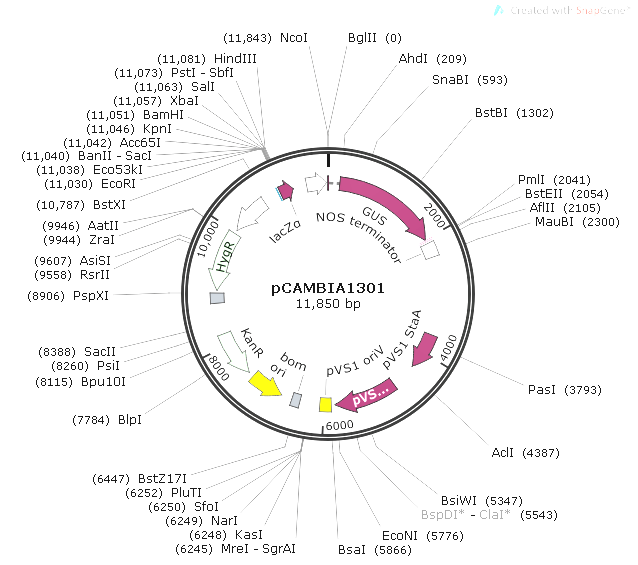 Created with SnapGene®
(11,843) NcoI
BglII (0)
(11,081) HindIII
AhdI (209)
(11,073) PstI - SbfI
SnaBI (593)
(11,063) SalI
(11,057) XbaI
BstBI (1302)
(11,051) BamHI
(11,046) KpnI
(11,042) Acc65I
(11,040) BanII - SacI
(11,038) Eco53kI
PmlI (2041)
(11,030) EcoRI
BstEII (2054)
(10,787) BstXI
AflII (2105)
(9946) AatII
MauBI (2300)
(9944) ZraI
(9607) AsiSI
(9558) RsrII
(8906) PspXI
2000
4000
6000
8000
10,000
GUS
NOS terminator
lacZα
HygR
pCAMBIA1301
11,850 bp
pVS1 StaA
pVS1 oriV
pVS...
bom
ori
KanR
(8388) SacII
(8260) PsiI
(8115) Bpu10I
PasI (3793)
(7784) BlpI
AclI (4387)
(6447) BstZ17I
BsiWI (5347)
(6252) PluTI
BspDI* - ClaI* (5543)
(6250) SfoI
(6249) NarI
EcoNI (5776)
(6248) KasI
BsaI (5866)
(6245) MreI - SgrAI